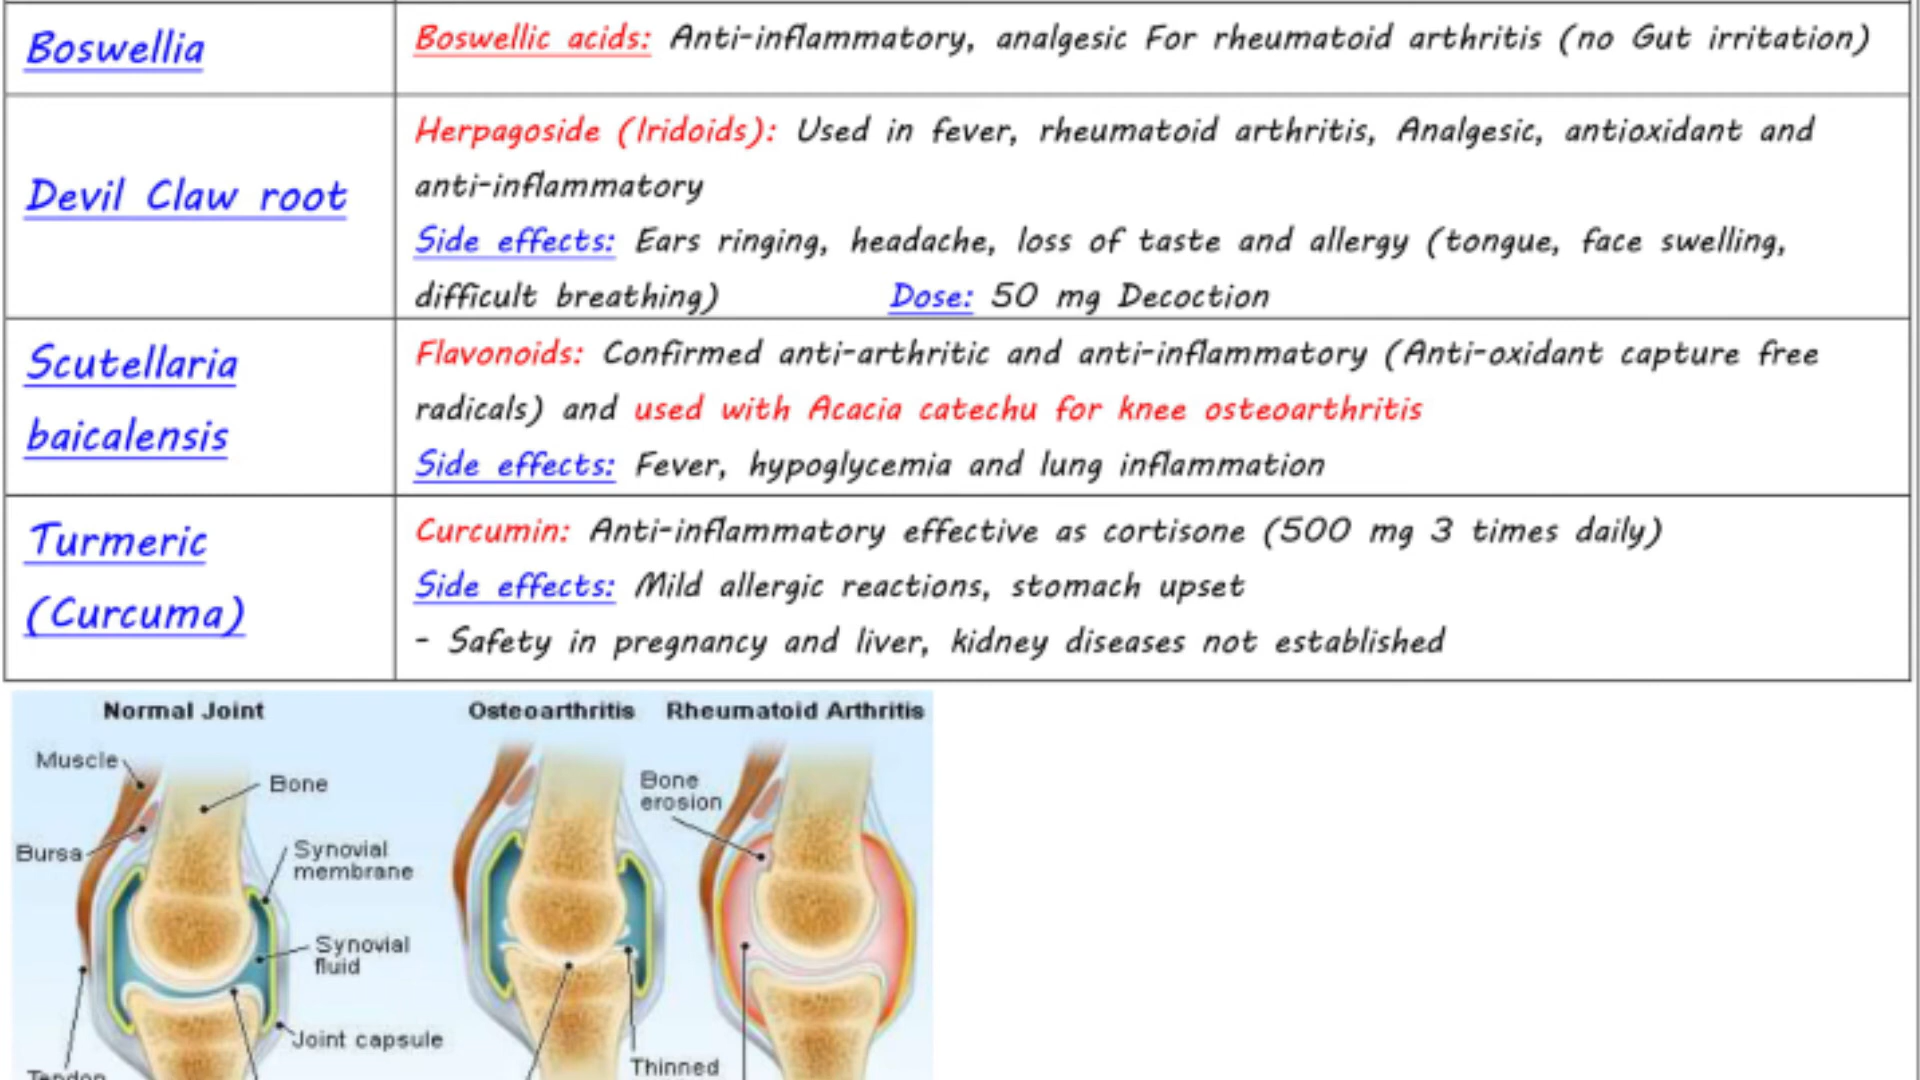 Boswellia
Boswellic acids: Anti-inflammatory, analgesic For rheumatoid arthritis (no Gut irritation)
Devil Claw root
Herpagoside (Iridoids): Used in fever, rheumatoid arthritis, Analgesic, antioxidant and
anti-inflammatory
Side effects: Ears ringing, headache, loss of taste and allergy (tongue, face swelling,
difficult breathing) Dose: 50 mg Decoction
Scutellaria
baicalensis
Flavonoids: Confirmed anti-arthritic and anti-inflammatory (Anti-oxidant capture free
radicals) and used with Acacia catechu for knee osteoarthritis
Side effects: Fever, hypoglycemia and lung inflammation
Turmeric
(Curcuma)
Curcumin: Anti-inflammatory effective as cortisone (500 mg 3 times daily)
Side effects: Mild allergic reactions, stomach upset
- Safety in pregnancy and liver, kidney diseases not established
Normal Joint
Osteoarthritis
Rheumatoid Arthritis
Muscle
Bone
Bone
erosion
Bursa
Synovial
membrane
Synovial
fluid
Joint capsule
Tendon
Thinned